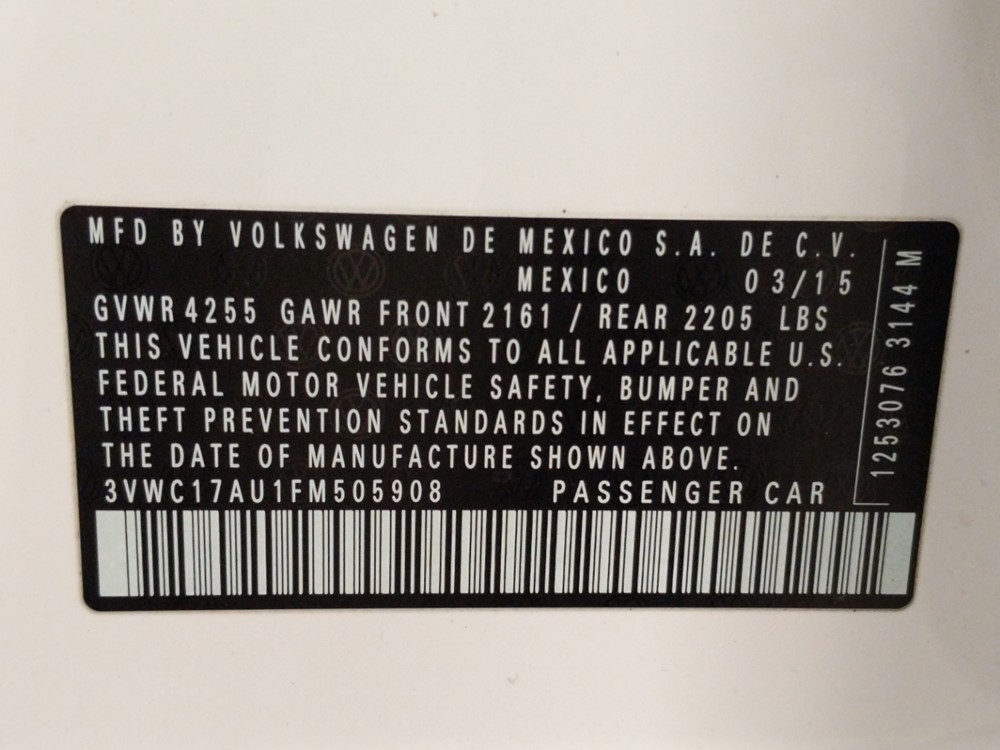 MFD BY VOLKSWAGEN DE MEXICO S.A. DE C.V.
MEXICO 03/15
GVWR 4255 GAWR FRONT 2161 / REAR 2205 LBS
THIS VEHICLE CONFORMS TO ALL APPLICABLE U.S.
FEDERAL MOTOR VEHICLE SAFETY, BUMPER AND
THEFT PREVENTION STANDARDS IN EFFECT ON
THE DATE OF MANUFACTURE SHOWN ABOVE.
3VWC17AU1FM505908 PASSENGER CAR
12530076 3144 M